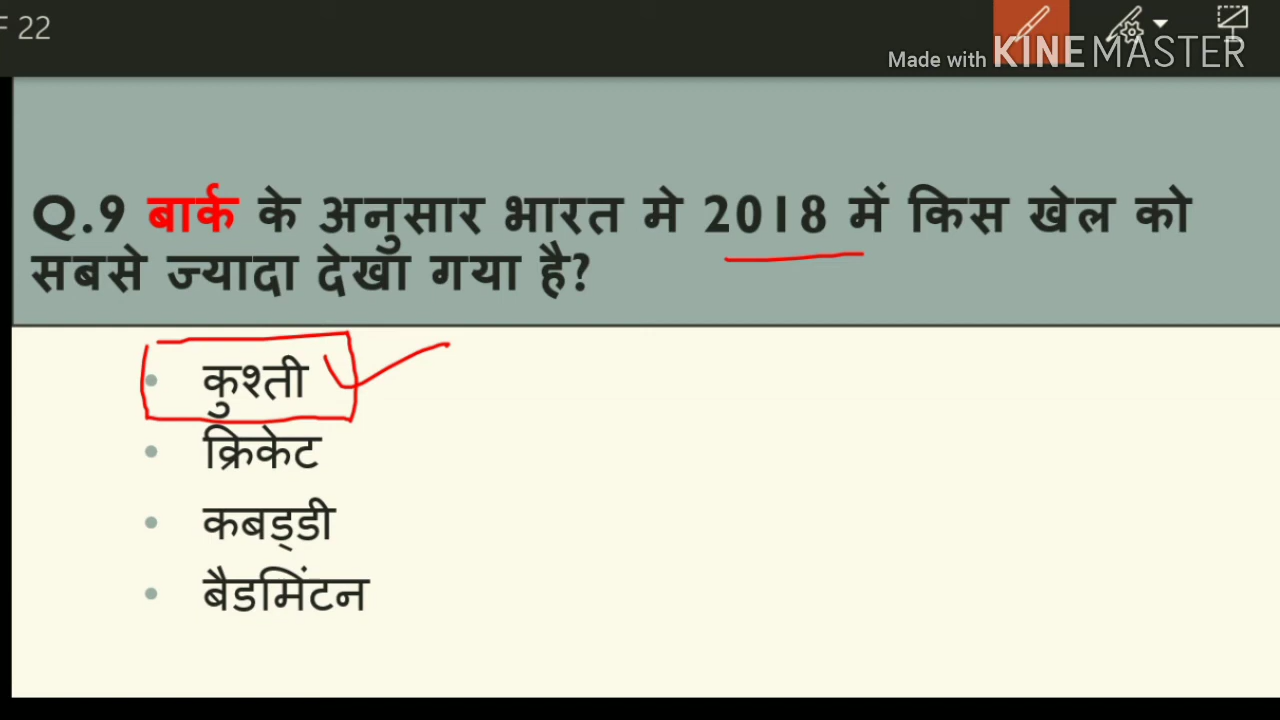 F 22
Made with KINEMASTER
Q.9 बार्क के अनुसार भारत मे 2018 में किस खेल को
सबसे ज्यादा देखा गया है?
• कुश्ती
• क्रिकेट
• कबड्डी
• बैडमिंटन